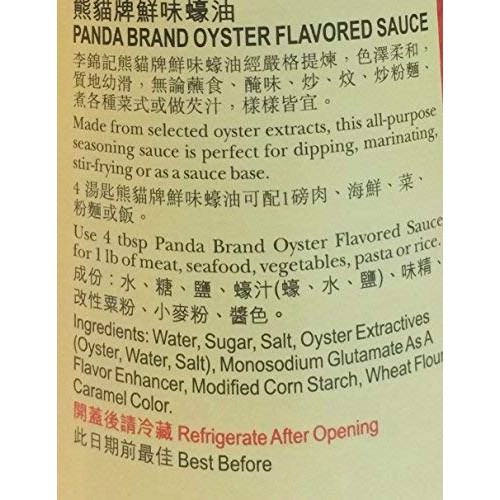 熊貓牌鮮味蠔油
PANDA BRAND OYSTER FLAVORED SAUCE
李錦記熊貓牌鮮味蠔油經嚴格提煉，色澤柔和，
質地幼滑，無論蘸食、醃味、炒、炆、炒粉麵、
煮各種菜式或做芡汁，樣樣皆宜。
Made from selected oyster extracts, this all-purpose
seasoning sauce is perfect for dipping, marinating,
stir-frying or as a sauce base.
4 湯匙熊貓牌鮮味蠔油可配1磅肉、海鮮、菜、
粉麵或飯。
Use 4 tbsp Panda Brand Oyster Flavored Sauce
for 1 lb of meat, seafood, vegetables, pasta or rice.
成份：水、糖、鹽、蠔汁(蠔、水、鹽)、味精、
改性粟粉、小麥粉、醬色。
Ingredients: Water, Sugar, Salt, Oyster Extractives
(Oyster, Water, Salt), Monosodium Glutamate As A
Flavor Enhancer, Modified Corn Starch, Wheat Flour,
Caramel Color.
開蓋後請冷藏 Refrigerate After Opening
此日期前最佳 Best Before